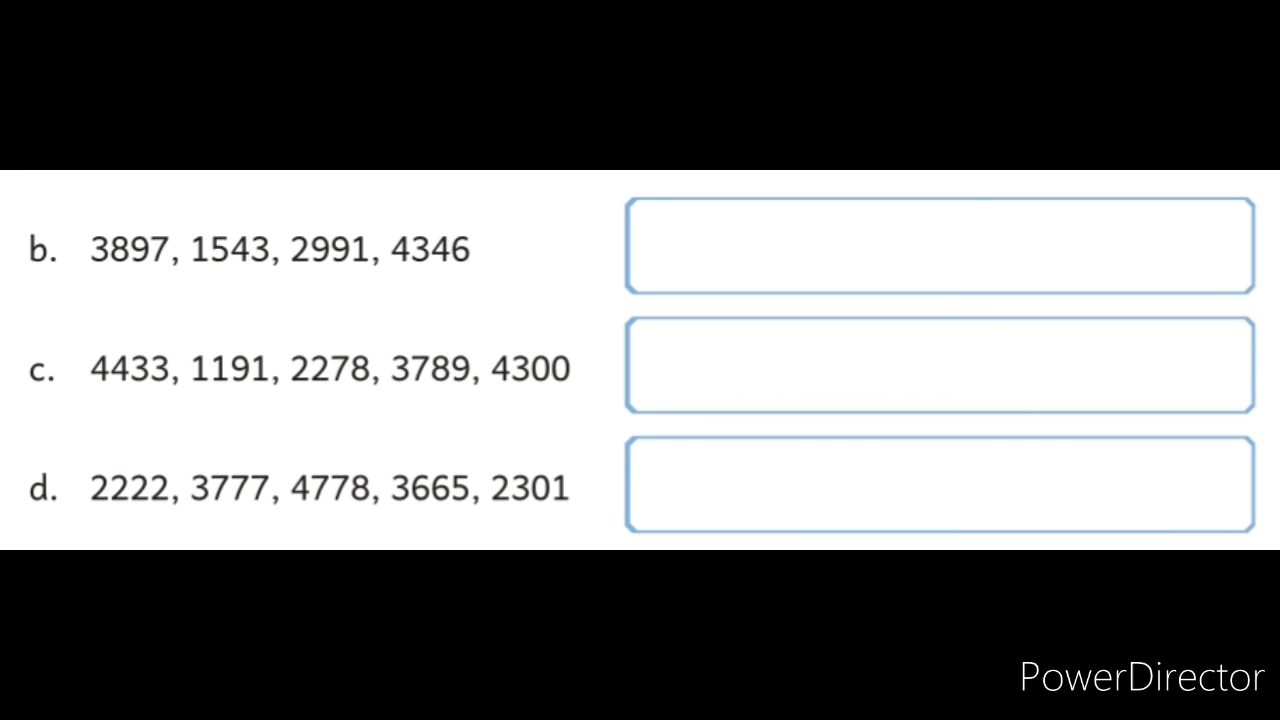 b. 3897, 1543, 2991, 4346
c. 4433, 1191, 2278, 3789, 4300
d. 2222, 3777, 4778, 3665, 2301
PowerDirector